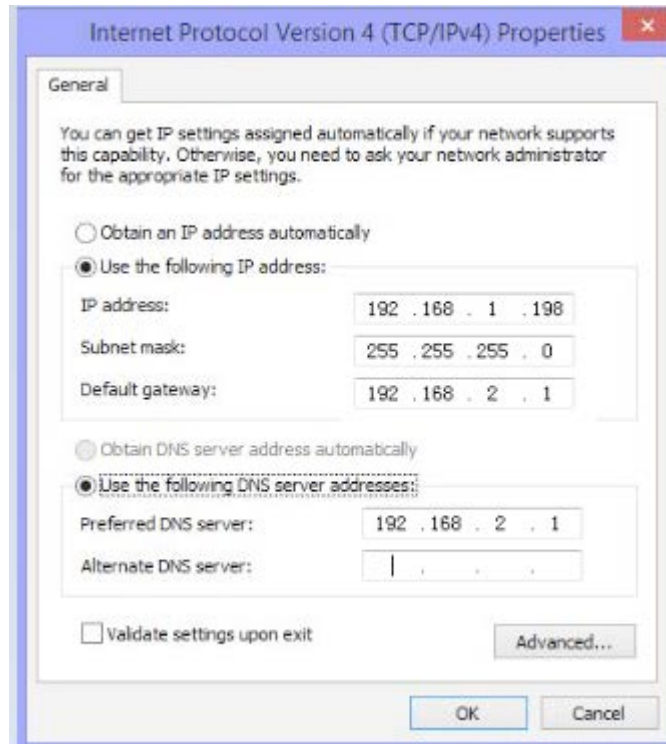 Internet Protocol Version 4 (TCP/IPv4) Properties
General
You can get IP settings assigned automatically if your network supports
this capability. Otherwise, you need to ask your network administrator
for the appropriate IP settings.
Obtain an IP address automatically
Use the following IP address:
IP address: 192 . 168 . 1 . 198
Subnet mask: 255 . 255 . 255 . 0
Default gateway: 192 . 168 . 2 . 1
Obtain DNS server address automatically
Use the following DNS server addresses:
Preferred DNS server: 192 . 168 . 2 . 1
Alternate DNS server: . . .
Validate settings upon exit
Advanced...
OK Cancel